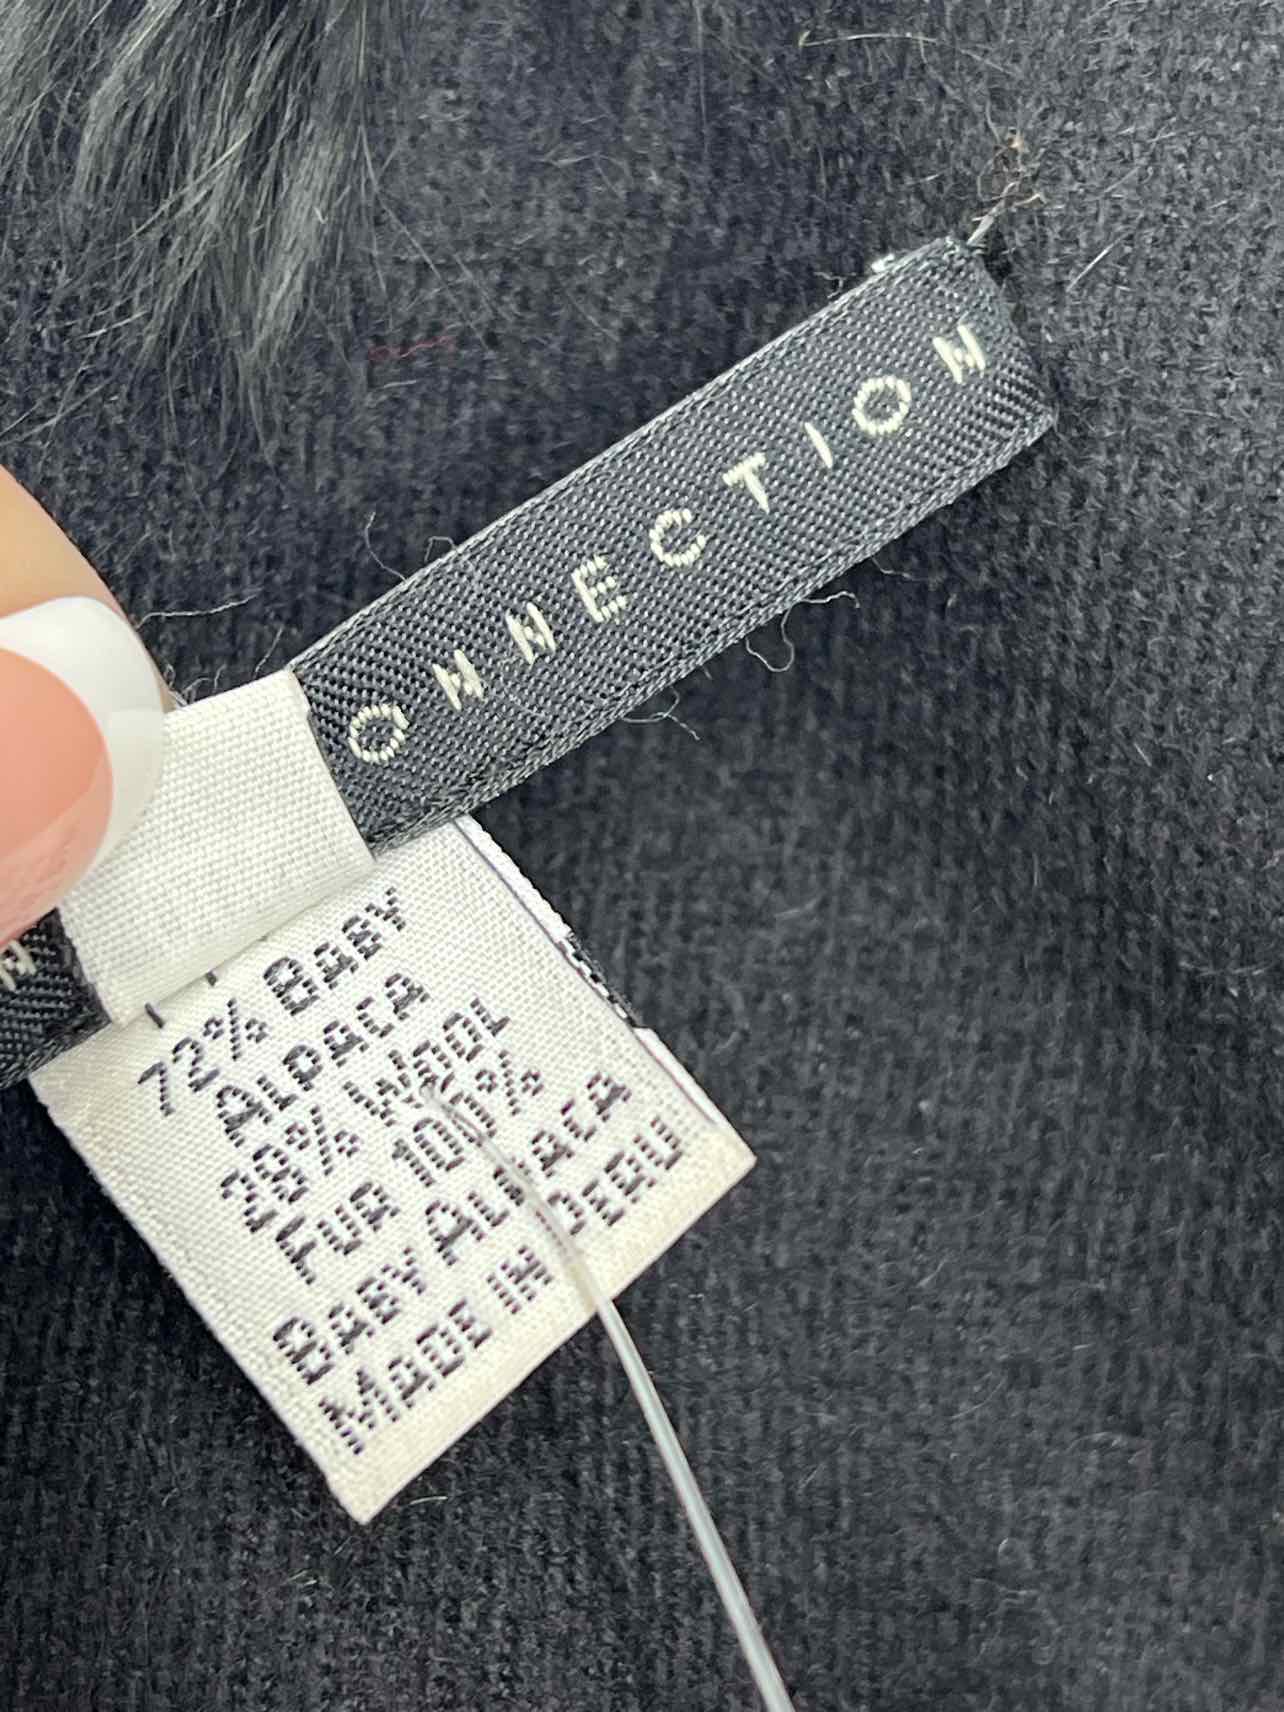 ONNECTION
72% BABY
ALPACA
28% WOOL
FUR 100%
BABY ALPACA
MADE IN PERU